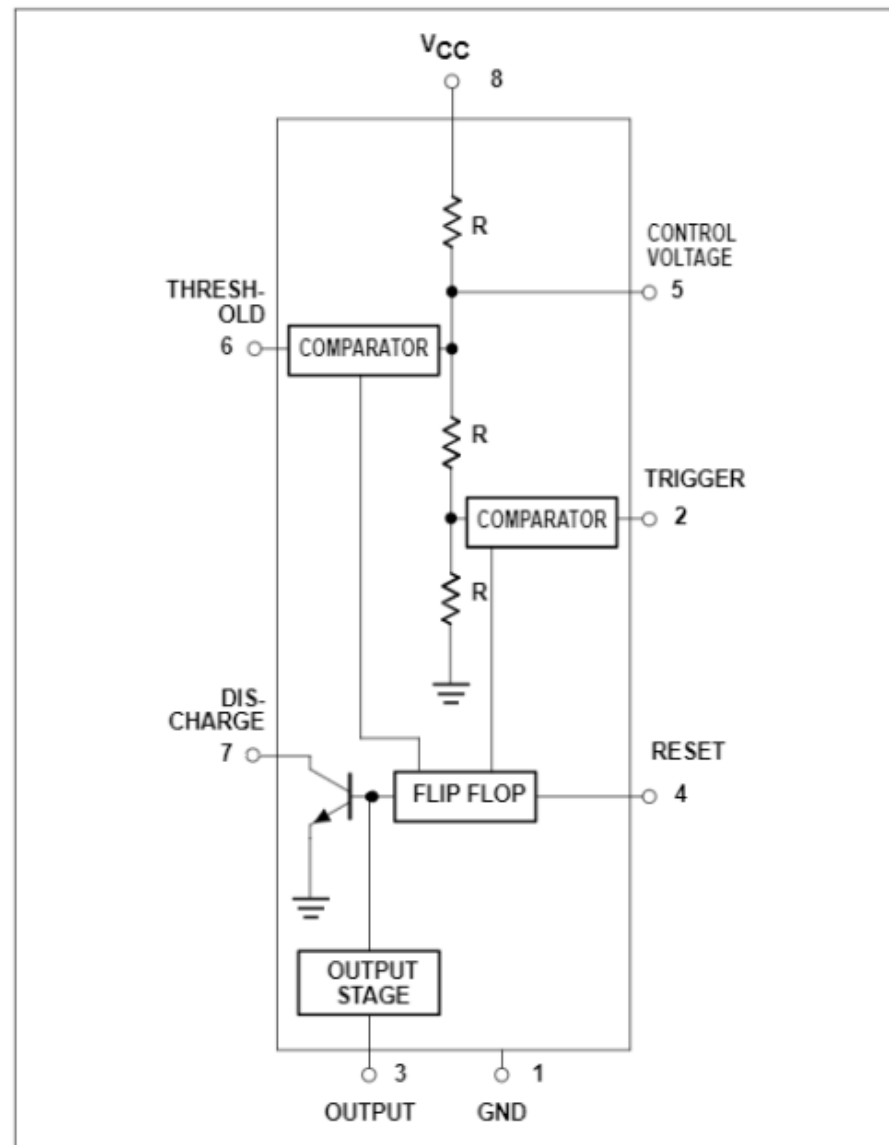 VCC
8
R
CONTROL
VOLTAGE
5
THRESH-
OLD
6
COMPARATOR
R
TRIGGER
COMPARATOR
2
R
DIS-
CHARGE
7
RESET
FLIP FLOP
4
OUTPUT
STAGE
3
1
OUTPUT
GND